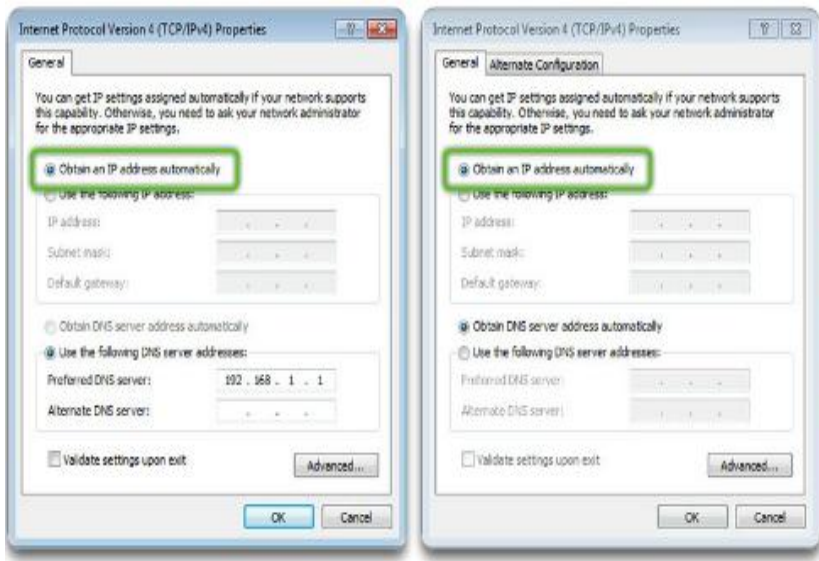 Internet Protocol Version 4 (TCP/IPv4) Properties
General
You can get IP settings assigned automatically if your network supports
this capability. Otherwise, you need to ask your network administrator
for the appropriate IP settings.
Obtain an IP address automatically
Use the following IP address:
IP address:
Subnet mask:
Default gateway:
Obtain DNS server address automatically
Use the following DNS server addresses:
Preferred DNS server:
192 . 168 . 1 . 1
Alternate DNS server:
Validate settings upon exit
Advanced...
OK
Cancel
Internet Protocol Version 4 (TCP/IPv4) Properties
General
Alternate Configuration
You can get IP settings assigned automatically if your network supports
this capability. Otherwise, you need to ask your network administrator
for the appropriate IP settings.
Obtain an IP address automatically
Use the following IP address:
IP address:
Subnet mask:
Default gateway:
Obtain DNS server address automatically
Use the following DNS server addresses:
Preferred DNS server:
Alternate DNS server:
Validate settings upon exit
Advanced...
OK
Cancel